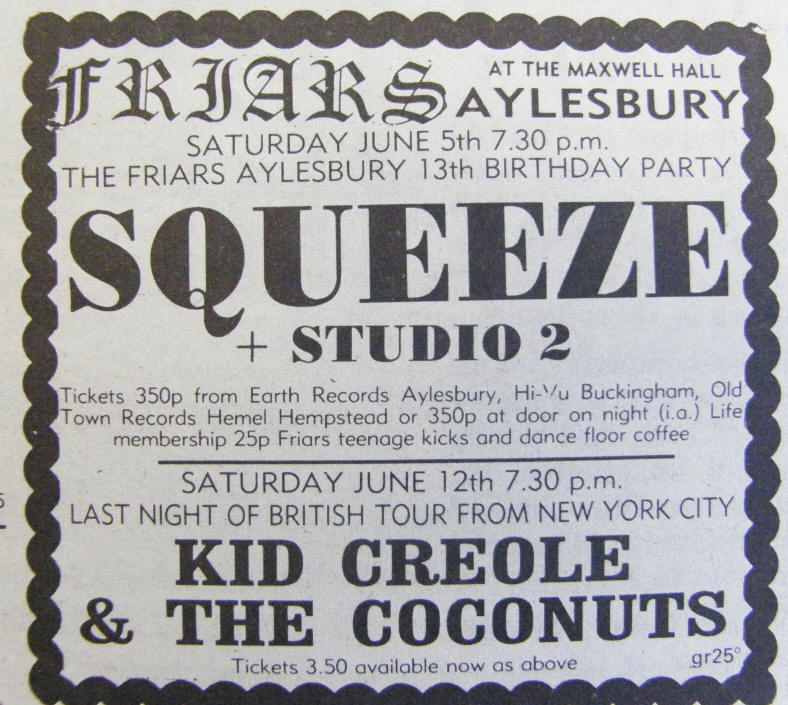 FRIARS AT THE MAXWELL HALL
AYLESBURY
SATURDAY JUNE 5th 7.30 p.m.
THE FRIARS AYLESBURY 13th BIRTHDAY PARTY
SQUEEZE
+ STUDIO 2
Tickets 350p from Earth Records Aylesbury, Hi-Vu Buckingham, Old
Town Records Hemel Hempstead or 350p at door on night (i.a.) Life
membership 25p Friars teenage kicks and dance floor coffee
SATURDAY JUNE 12th 7.30 p.m.
LAST NIGHT OF BRITISH TOUR FROM NEW YORK CITY
KID CREOLE
& THE COCONUTS
Tickets 3.50 available now as above
gr25°